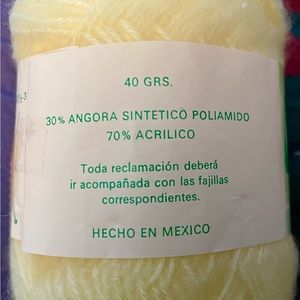 40 GRS.
30% ANGORA SINTETICO POLIAMIDO
70% ACRILICO
Toda reclamación deberá
ir acompañada con las fajillas
correspondientes.
HECHO EN MEXICO